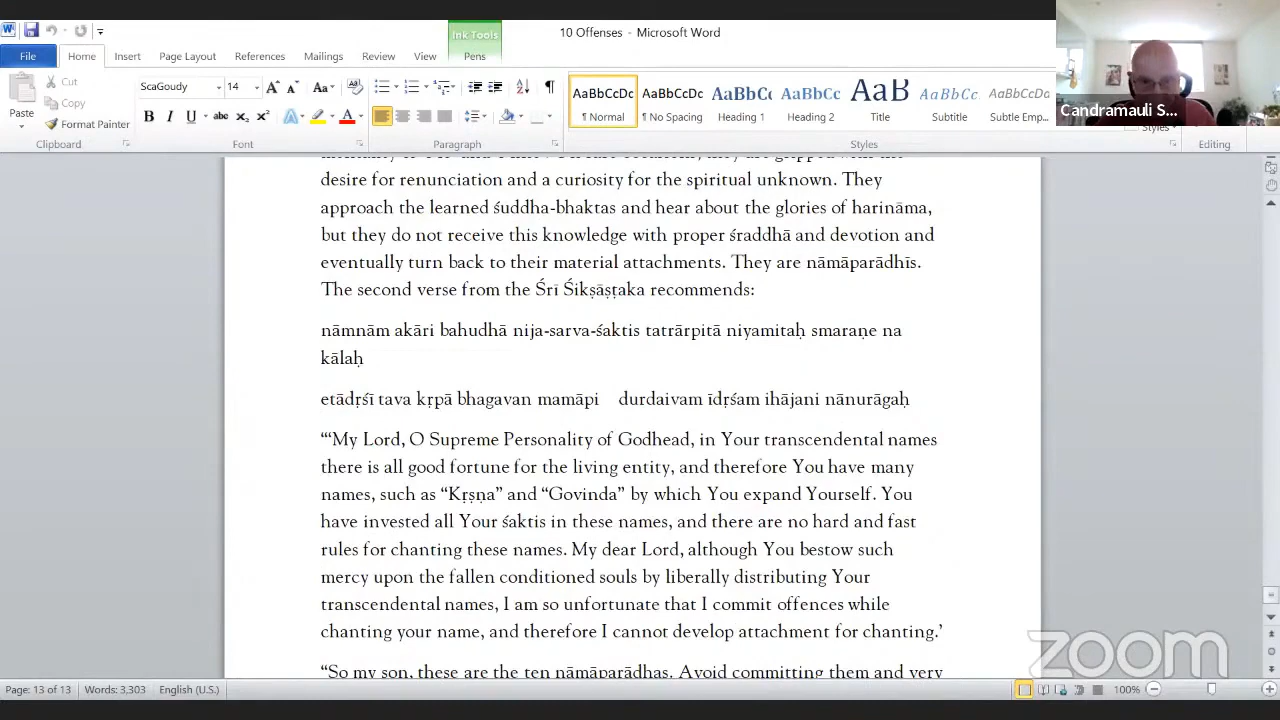 Ink Tools
10 Offenses - Microsoft Word
File Home Insert Page Layout References Mailings Review View Pens
Paste
Cut
Copy
Format Painter
Clipboard
ScaGoudy 14
Font
Paragraph
AaBbCcDc AaBbCcDc AaBbC AaBbCc AaB AaBbCc. AaBbCcDc
¶ Normal ¶ No Spacing Heading 1 Heading 2 Title Subtitle Subtle Emp...
Styles
Styles
Editing
Candramauli S...
desire for renunciation and a curiosity for the spiritual unknown. They
approach the learned śuddha-bhaktas and hear about the glories of harināma,
but they do not receive this knowledge with proper śraddhā and devotion and
eventually turn back to their material attachments. They are nāmāparādhīs.
The second verse from the Śrī Śikṣāṣṭaka recommends:
nāmnām akāri bahudhā nija-sarva-śaktis tatrārpitā niyamitaḥ smaraṇe na
kālaḥ
etādṛśī tava kṛpā bhagavan mamāpi durdaivam īdṛśam ihājani nānurāgaḥ
“‘My Lord, O Supreme Personality of Godhead, in Your transcendental names
there is all good fortune for the living entity, and therefore You have many
names, such as “Kṛṣṇa” and “Govinda” by which You expand Yourself. You
have invested all Your śaktis in these names, and there are no hard and fast
rules for chanting these names. My dear Lord, although You bestow such
mercy upon the fallen conditioned souls by liberally distributing Your
transcendental names, I am so unfortunate that I commit offences while
chanting your name, and therefore I cannot develop attachment for chanting.’
“So my son, these are the ten nāmāparādhas. Avoid committing them and very
Page: 13 of 13 Words: 3,303 English (U.S.) 100%
zoom